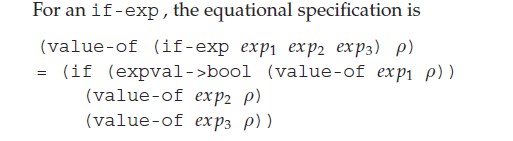 For an if-exp, the equational specification is
(value-of (if-exp exp₁ exp₂ exp₃) ρ)
= (if (expval->bool (value-of exp₁ ρ))
(value-of exp₂ ρ)
(value-of exp₃ ρ))